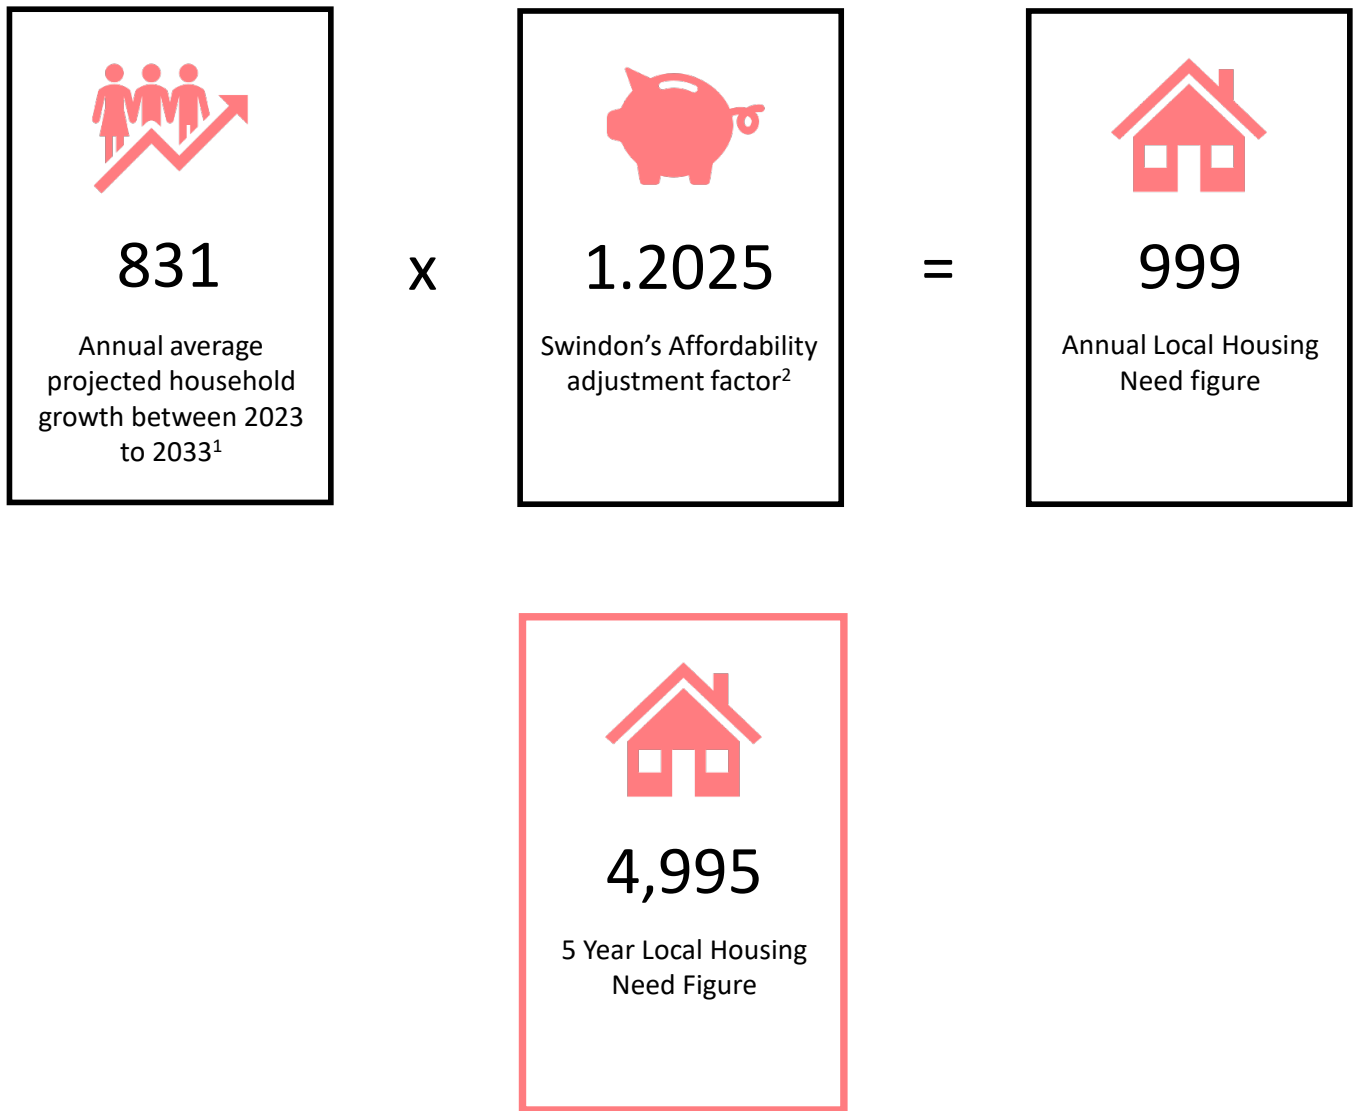 831
Annual average
projected household
growth between 2023
to 2033¹
x
1.2025
Swindon’s Affordability
adjustment factor²
=
999
Annual Local Housing
Need figure
4,995
5 Year Local Housing
Need Figure